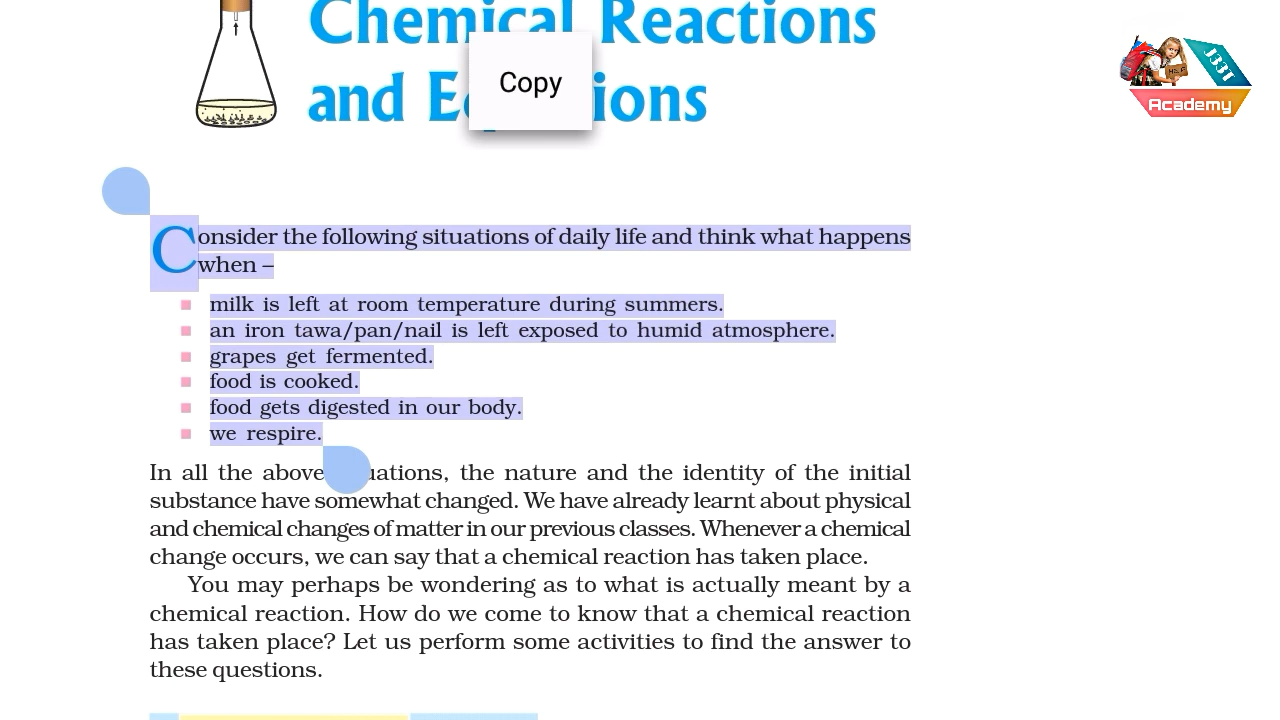 Chemical Reactions
and E ions
Copy
J331
Academy
Consider the following situations of daily life and think what happens
when –
milk is left at room temperature during summers.
an iron tawa/pan/nail is left exposed to humid atmosphere.
grapes get fermented.
food is cooked.
food gets digested in our body.
we respire.
In all the above uations, the nature and the identity of the initial
substance have somewhat changed. We have already learnt about physical
and chemical changes of matter in our previous classes. Whenever a chemical
change occurs, we can say that a chemical reaction has taken place.
You may perhaps be wondering as to what is actually meant by a
chemical reaction. How do we come to know that a chemical reaction
has taken place? Let us perform some activities to find the answer to
these questions.